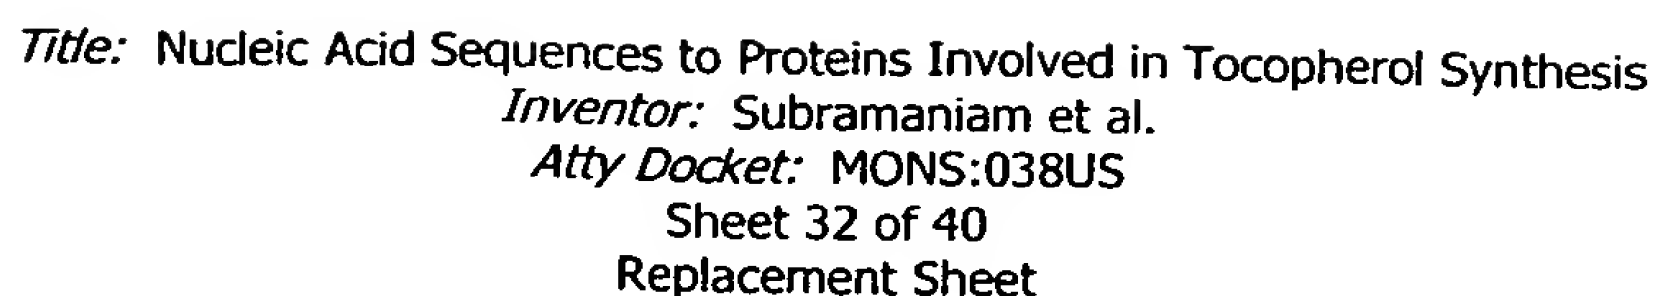 Title: Nucleic Acid Sequences to Proteins Involved in Tocopherol Synthesis
Inventor: Subramaniam et al.
Atty Docket: MONS:038US
Sheet 32 of 40
Replacement Sheet